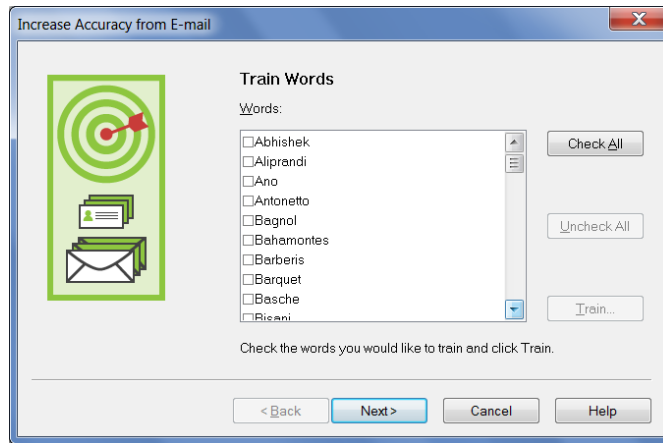 Increase Accuracy from E-mail
Train Words
Words:
Abhishek
Aliprandi
Ano
Antonetto
Bagnol
Bahamontes
Barberis
Barquet
Basche
Bisani
Check All
Uncheck All
Train...
Check the words you would like to train and click Train.
< Back
Next >
Cancel
Help